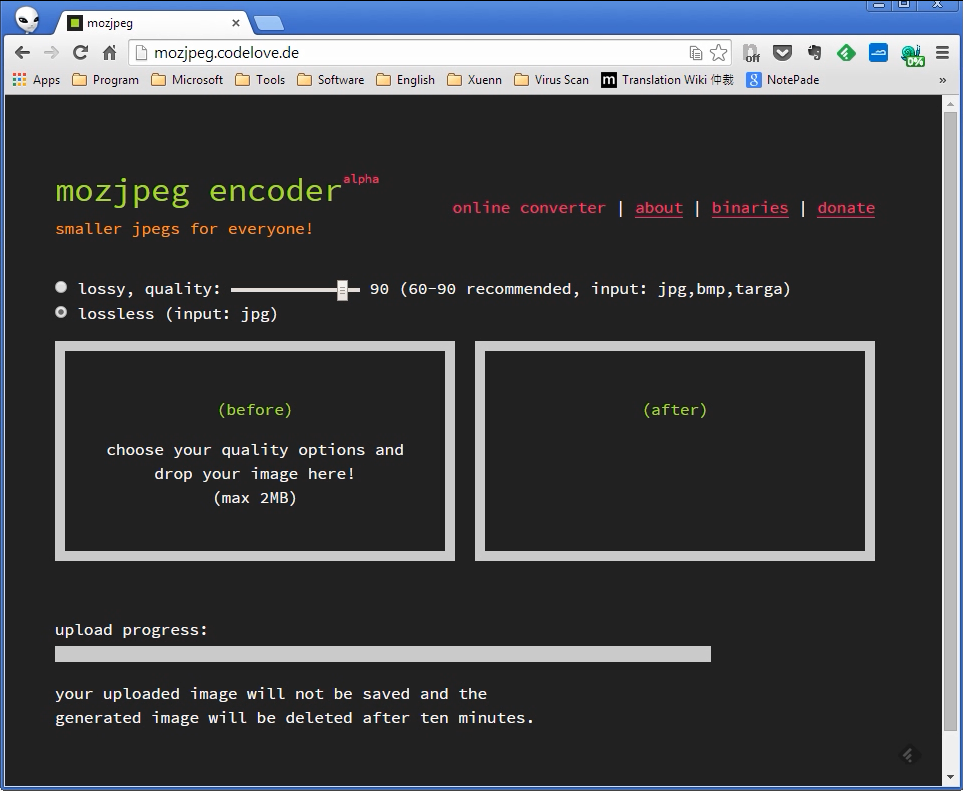 mozjpeg
mozjpeg.codelove.de
off
0%
Apps Program Microsoft Tools Software English Xuenn Virus Scan m Translation Wiki 仲裁 8 NotePade »
mozjpeg encoder alpha
online converter | about | binaries | donate
smaller jpegs for everyone!
lossy, quality: 90 (60-90 recommended, input: jpg,bmp,targa)
lossless (input: jpg)
(before)
choose your quality options and
drop your image here!
(max 2MB)
(after)
upload progress:
your uploaded image will not be saved and the
generated image will be deleted after ten minutes.